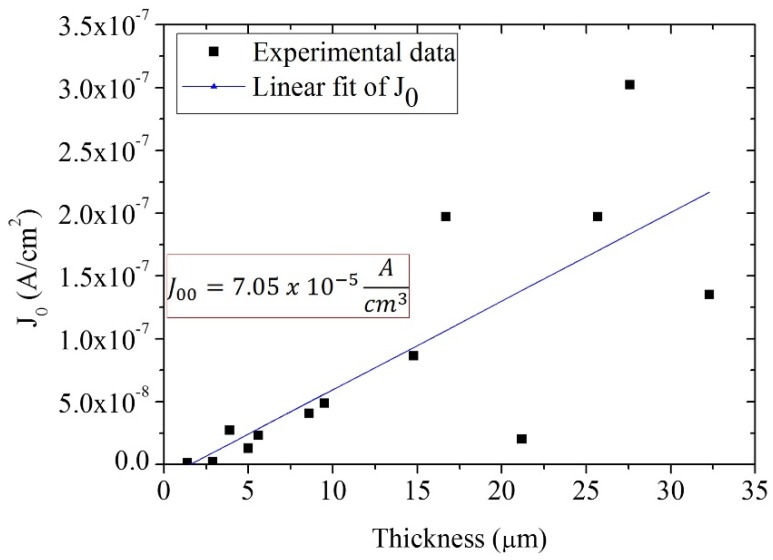 3.5x10⁻⁷
3.0x10⁻⁷
2.5x10⁻⁷
2.0x10⁻⁷
1.5x10⁻⁷
1.0x10⁻⁷
5.0x10⁻⁸
0.0
J₀ (A/cm²)
Experimental data
Linear fit of J₀
J₀₀ = 7.05 x 10⁻⁵ A/cm³
0 5 10 15 20 25 30 35
Thickness (μm)